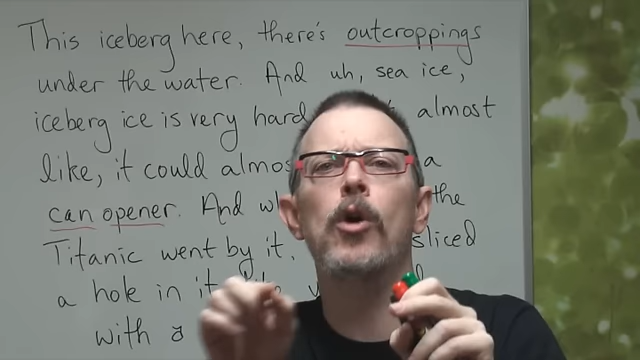 This iceberg here, there's outcroppings
under the water. And uh, sea ice,
iceberg ice is very hard almost
like, it could almos a
can opener. And the
Titanic went by it, sliced
a hole in it
with a